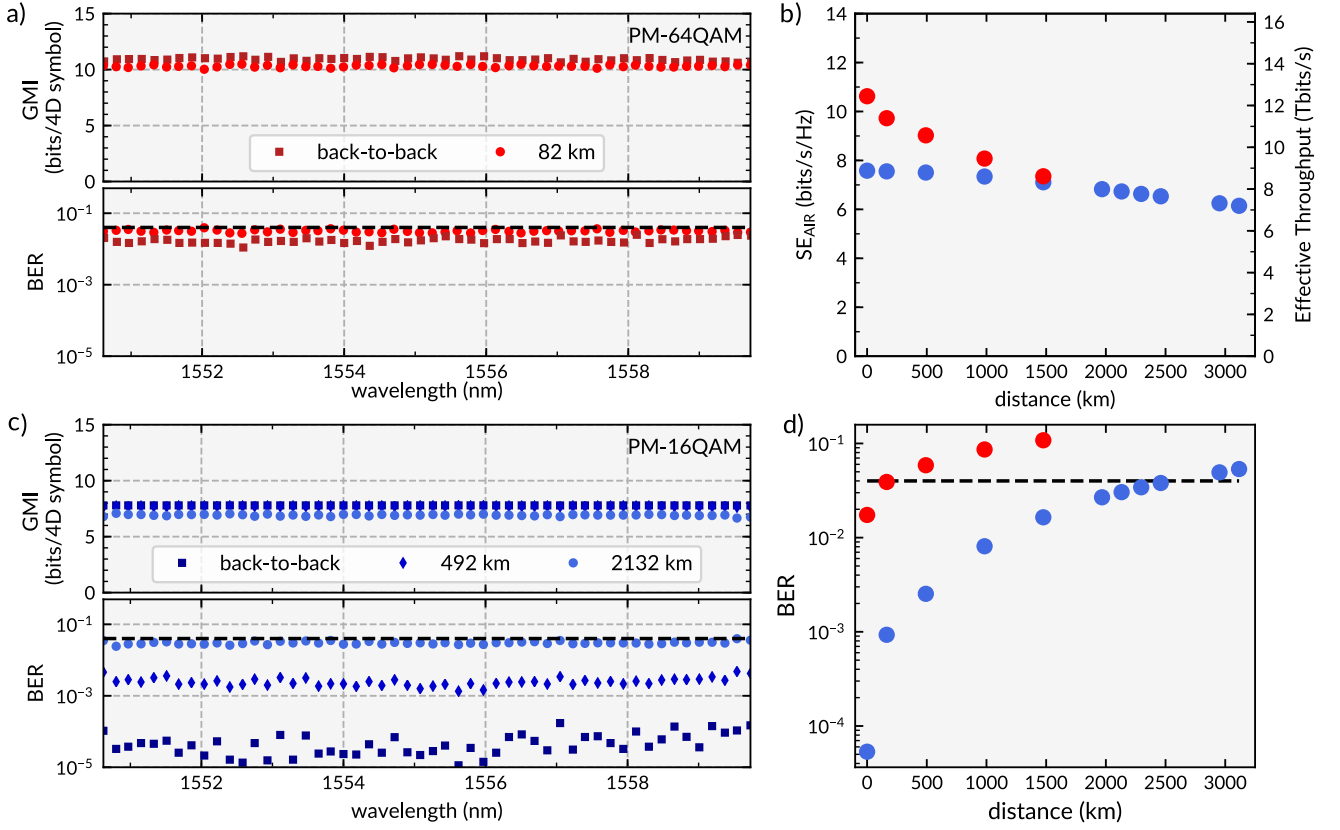 a)
PM-64QAM
GMI
(bits/4D symbol)
15
10
5
0
back-to-back
82 km
BER
10⁻¹
10⁻³
10⁻⁵
1552
1554
1556
1558
wavelength (nm)
b)
SE_AIR (bits/s/Hz)
14
12
10
8
6
4
2
0
Effective Throughput (Tbits/s)
16
14
12
10
8
6
4
2
0
0
500
1000
1500
2000
2500
3000
distance (km)
c)
PM-16QAM
GMI
(bits/4D symbol)
15
10
5
0
back-to-back
492 km
2132 km
BER
10⁻¹
10⁻³
10⁻⁵
1552
1554
1556
1558
wavelength (nm)
d)
BER
10⁻¹
10⁻²
10⁻³
10⁻⁴
0
500
1000
1500
2000
2500
3000
distance (km)